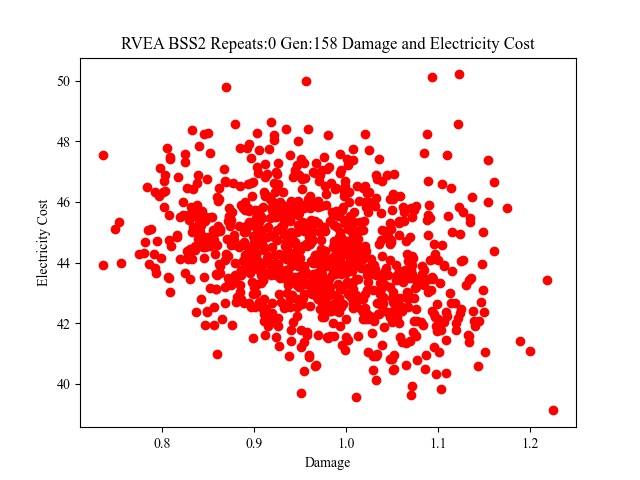 RVEA BSS2 Repeats:0 Gen:158 Damage and Electricity Cost
50
48
46
44
42
40
Electricity Cost
0.8 0.9 1.0 1.1 1.2
Damage